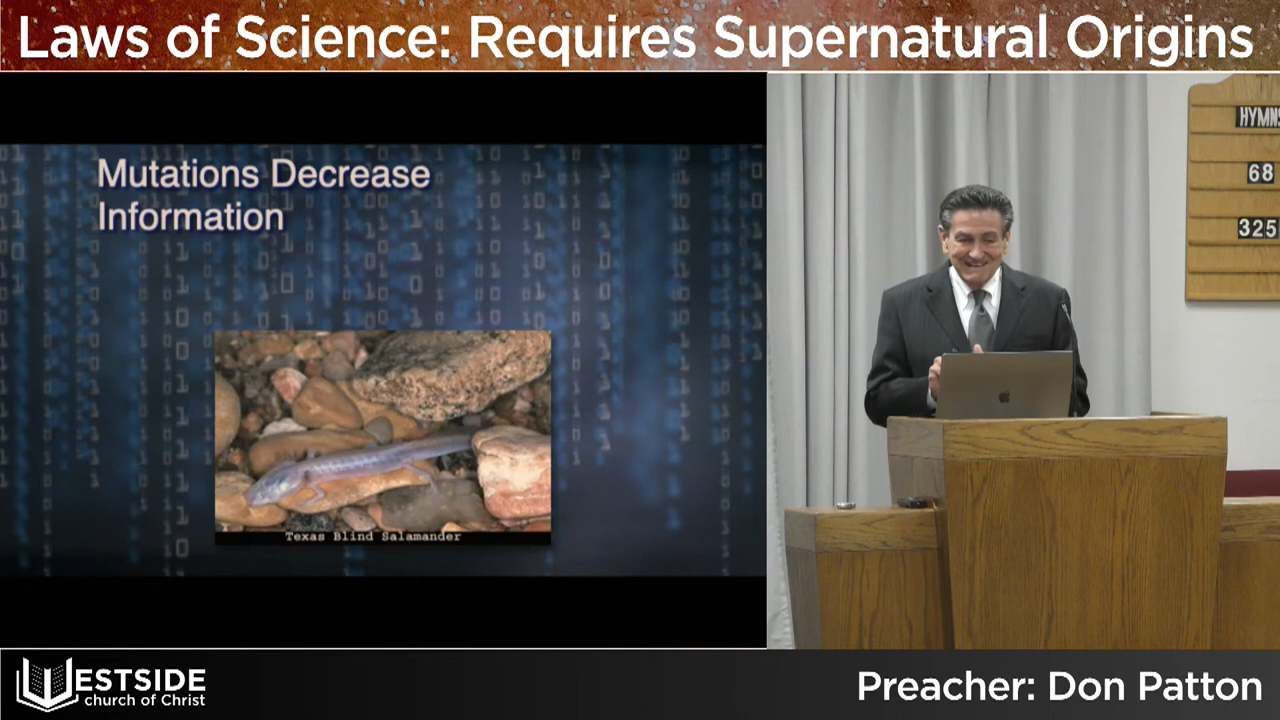 Laws of Science: Requires Supernatural Origins
Mutations Decrease
Information
Texas Blind Salamander
HYMNS
68
325
WESTSIDE
church of Christ
Preacher: Don Patton